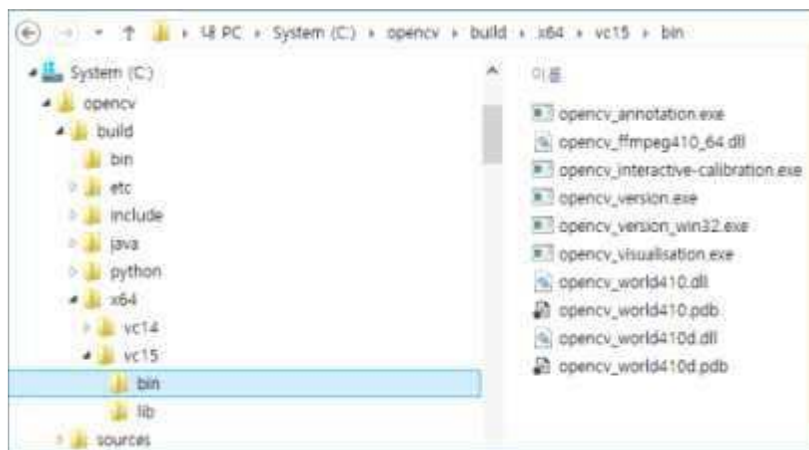 내 PC › System (C:) › opencv › build › x64 › vc15 › bin
System (C:)
opencv
build
bin
etc
include
java
python
x64
vc14
vc15
bin
lib
sources
이름
opencv_annotation.exe
opencv_ffmpeg410_64.dll
opencv_interactive-calibration.exe
opencv_version.exe
opencv_version_win32.exe
opencv_visualisation.exe
opencv_world410.dll
opencv_world410.pdb
opencv_world410d.dll
opencv_world410d.pdb